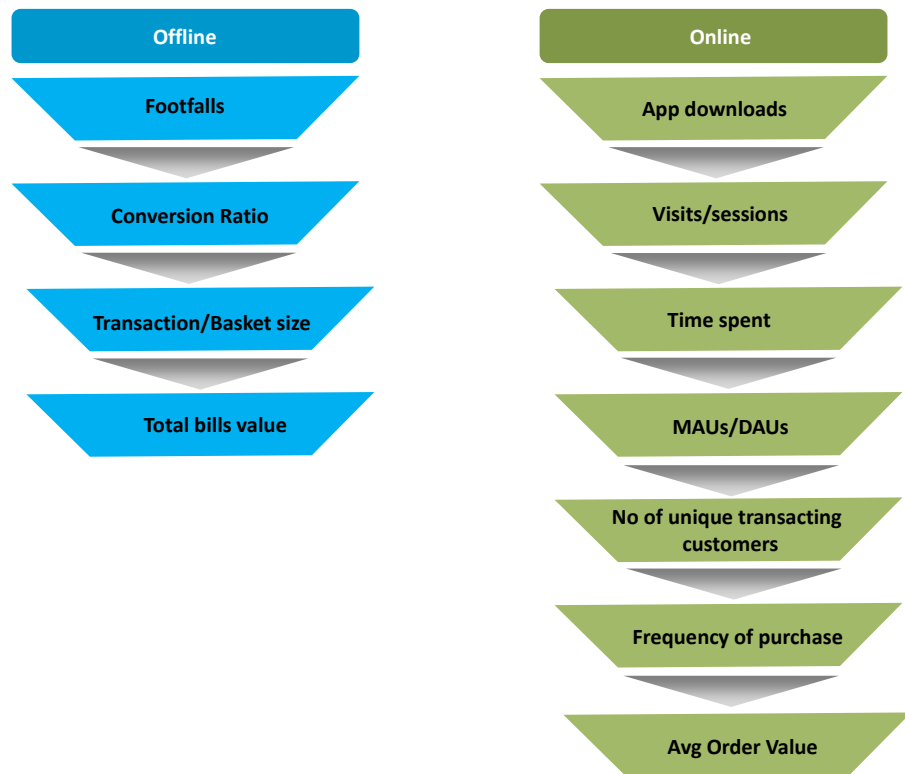 Offline
Footfalls
Conversion Ratio
Transaction/Basket size
Total bills value
Online
App downloads
Visits/sessions
Time spent
MAUs/DAUs
No of unique transacting
customers
Frequency of purchase
Avg Order Value